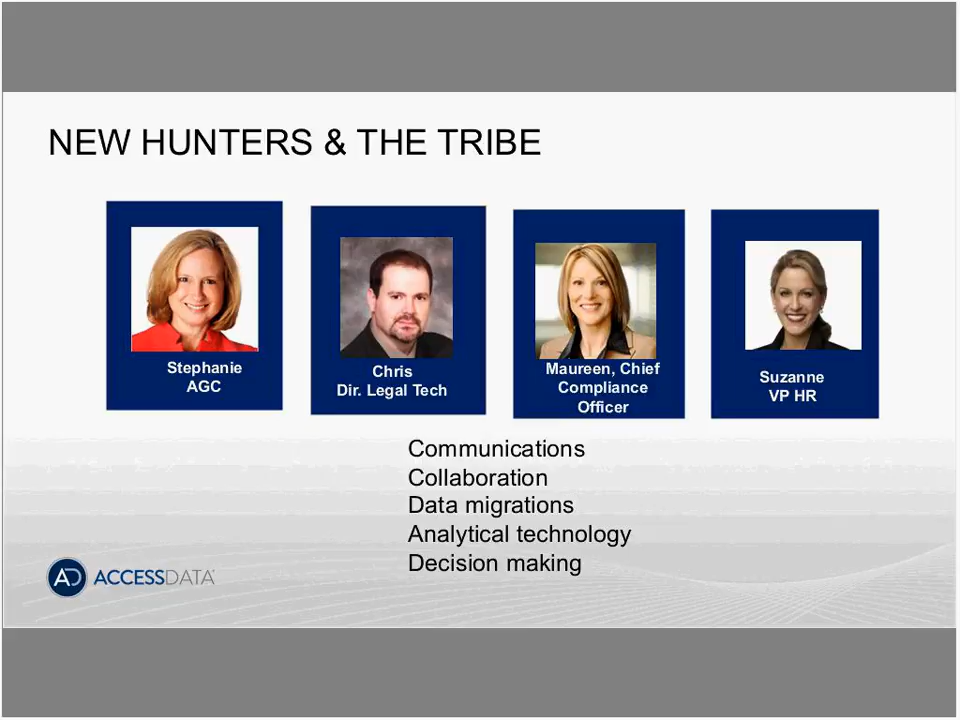 NEW HUNTERS & THE TRIBE
Stephanie
AGC
Chris
Dir. Legal Tech
Maureen, Chief
Compliance
Officer
Suzanne
VP HR
Communications
Collaboration
Data migrations
Analytical technology
Decision making
AD ACCESSDATA